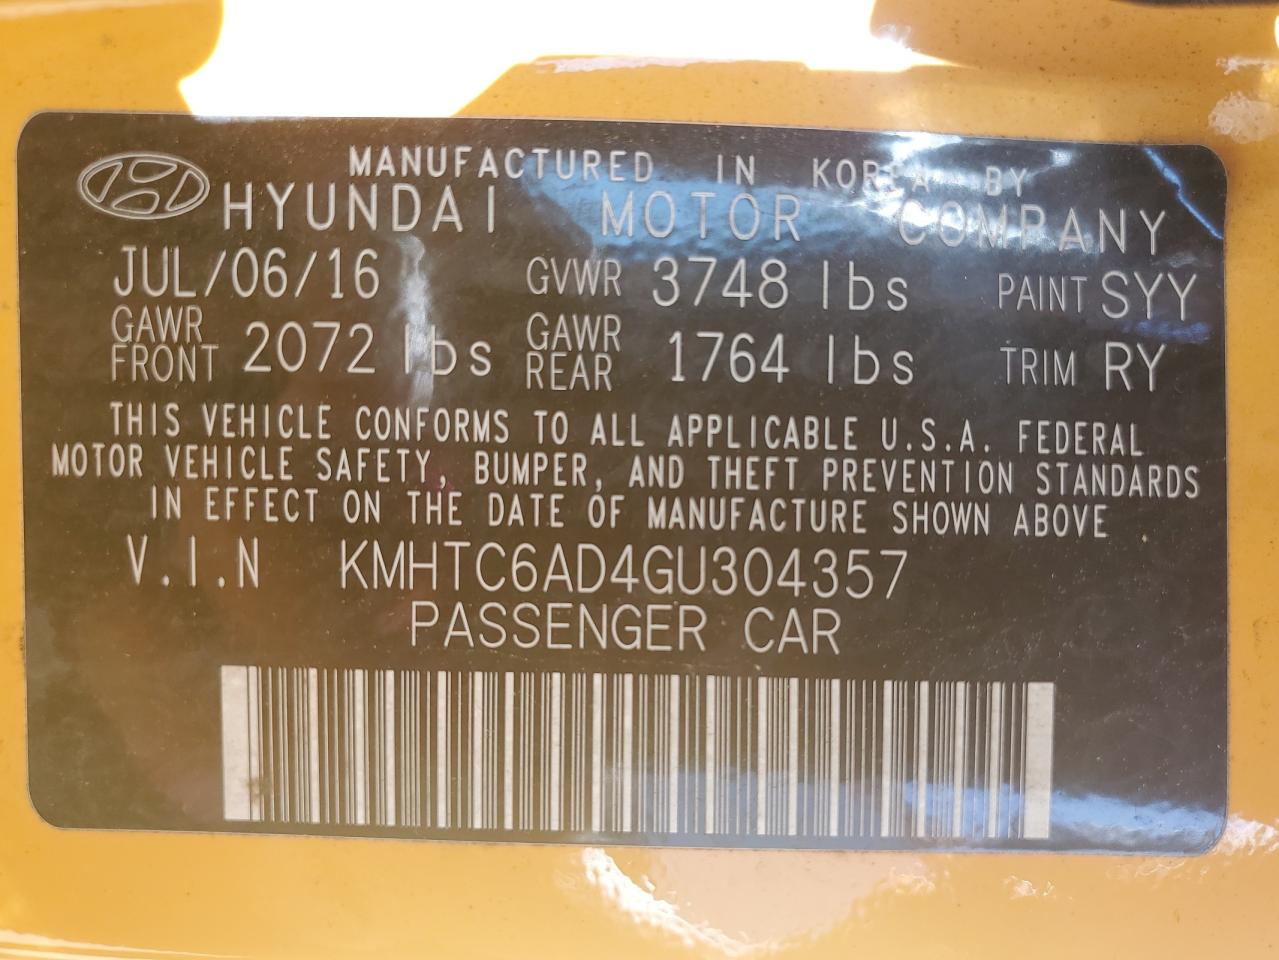 MANUFACTURED IN KOREA BY
HYUNDAI MOTOR COMPANY
JUL/06/16 GVWR 3748 lbs PAINT SYY
GAWR FRONT 2072 lbs GAWR REAR 1764 lbs TRIM RY
THIS VEHICLE CONFORMS TO ALL APPLICABLE U.S.A. FEDERAL
MOTOR VEHICLE SAFETY, BUMPER, AND THEFT PREVENTION STANDARDS
IN EFFECT ON THE DATE OF MANUFACTURE SHOWN ABOVE
V.I.N KMHTC6AD4GU304357
PASSENGER CAR